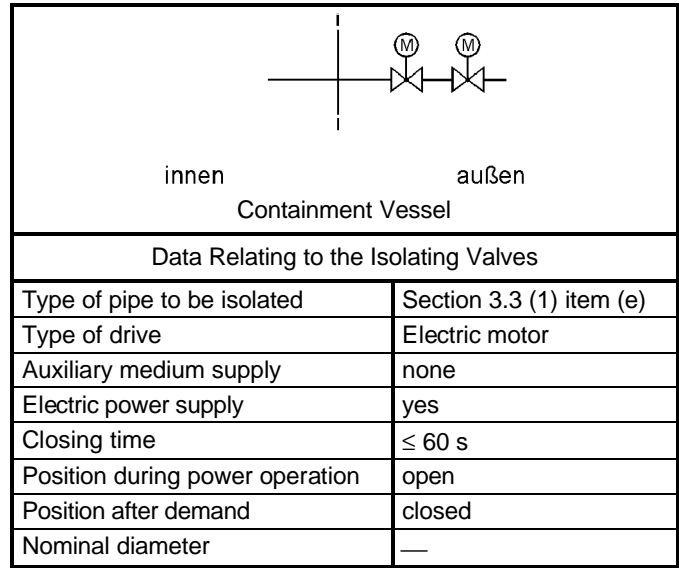 M M
innen außen
Containment Vessel
Data Relating to the Isolating Valves
Type of pipe to be isolated Section 3.3 (1) item (e)
Type of drive Electric motor
Auxiliary medium supply none
Electric power supply yes
Closing time ≤ 60 s
Position during power operation open
Position after demand closed
Nominal diameter —